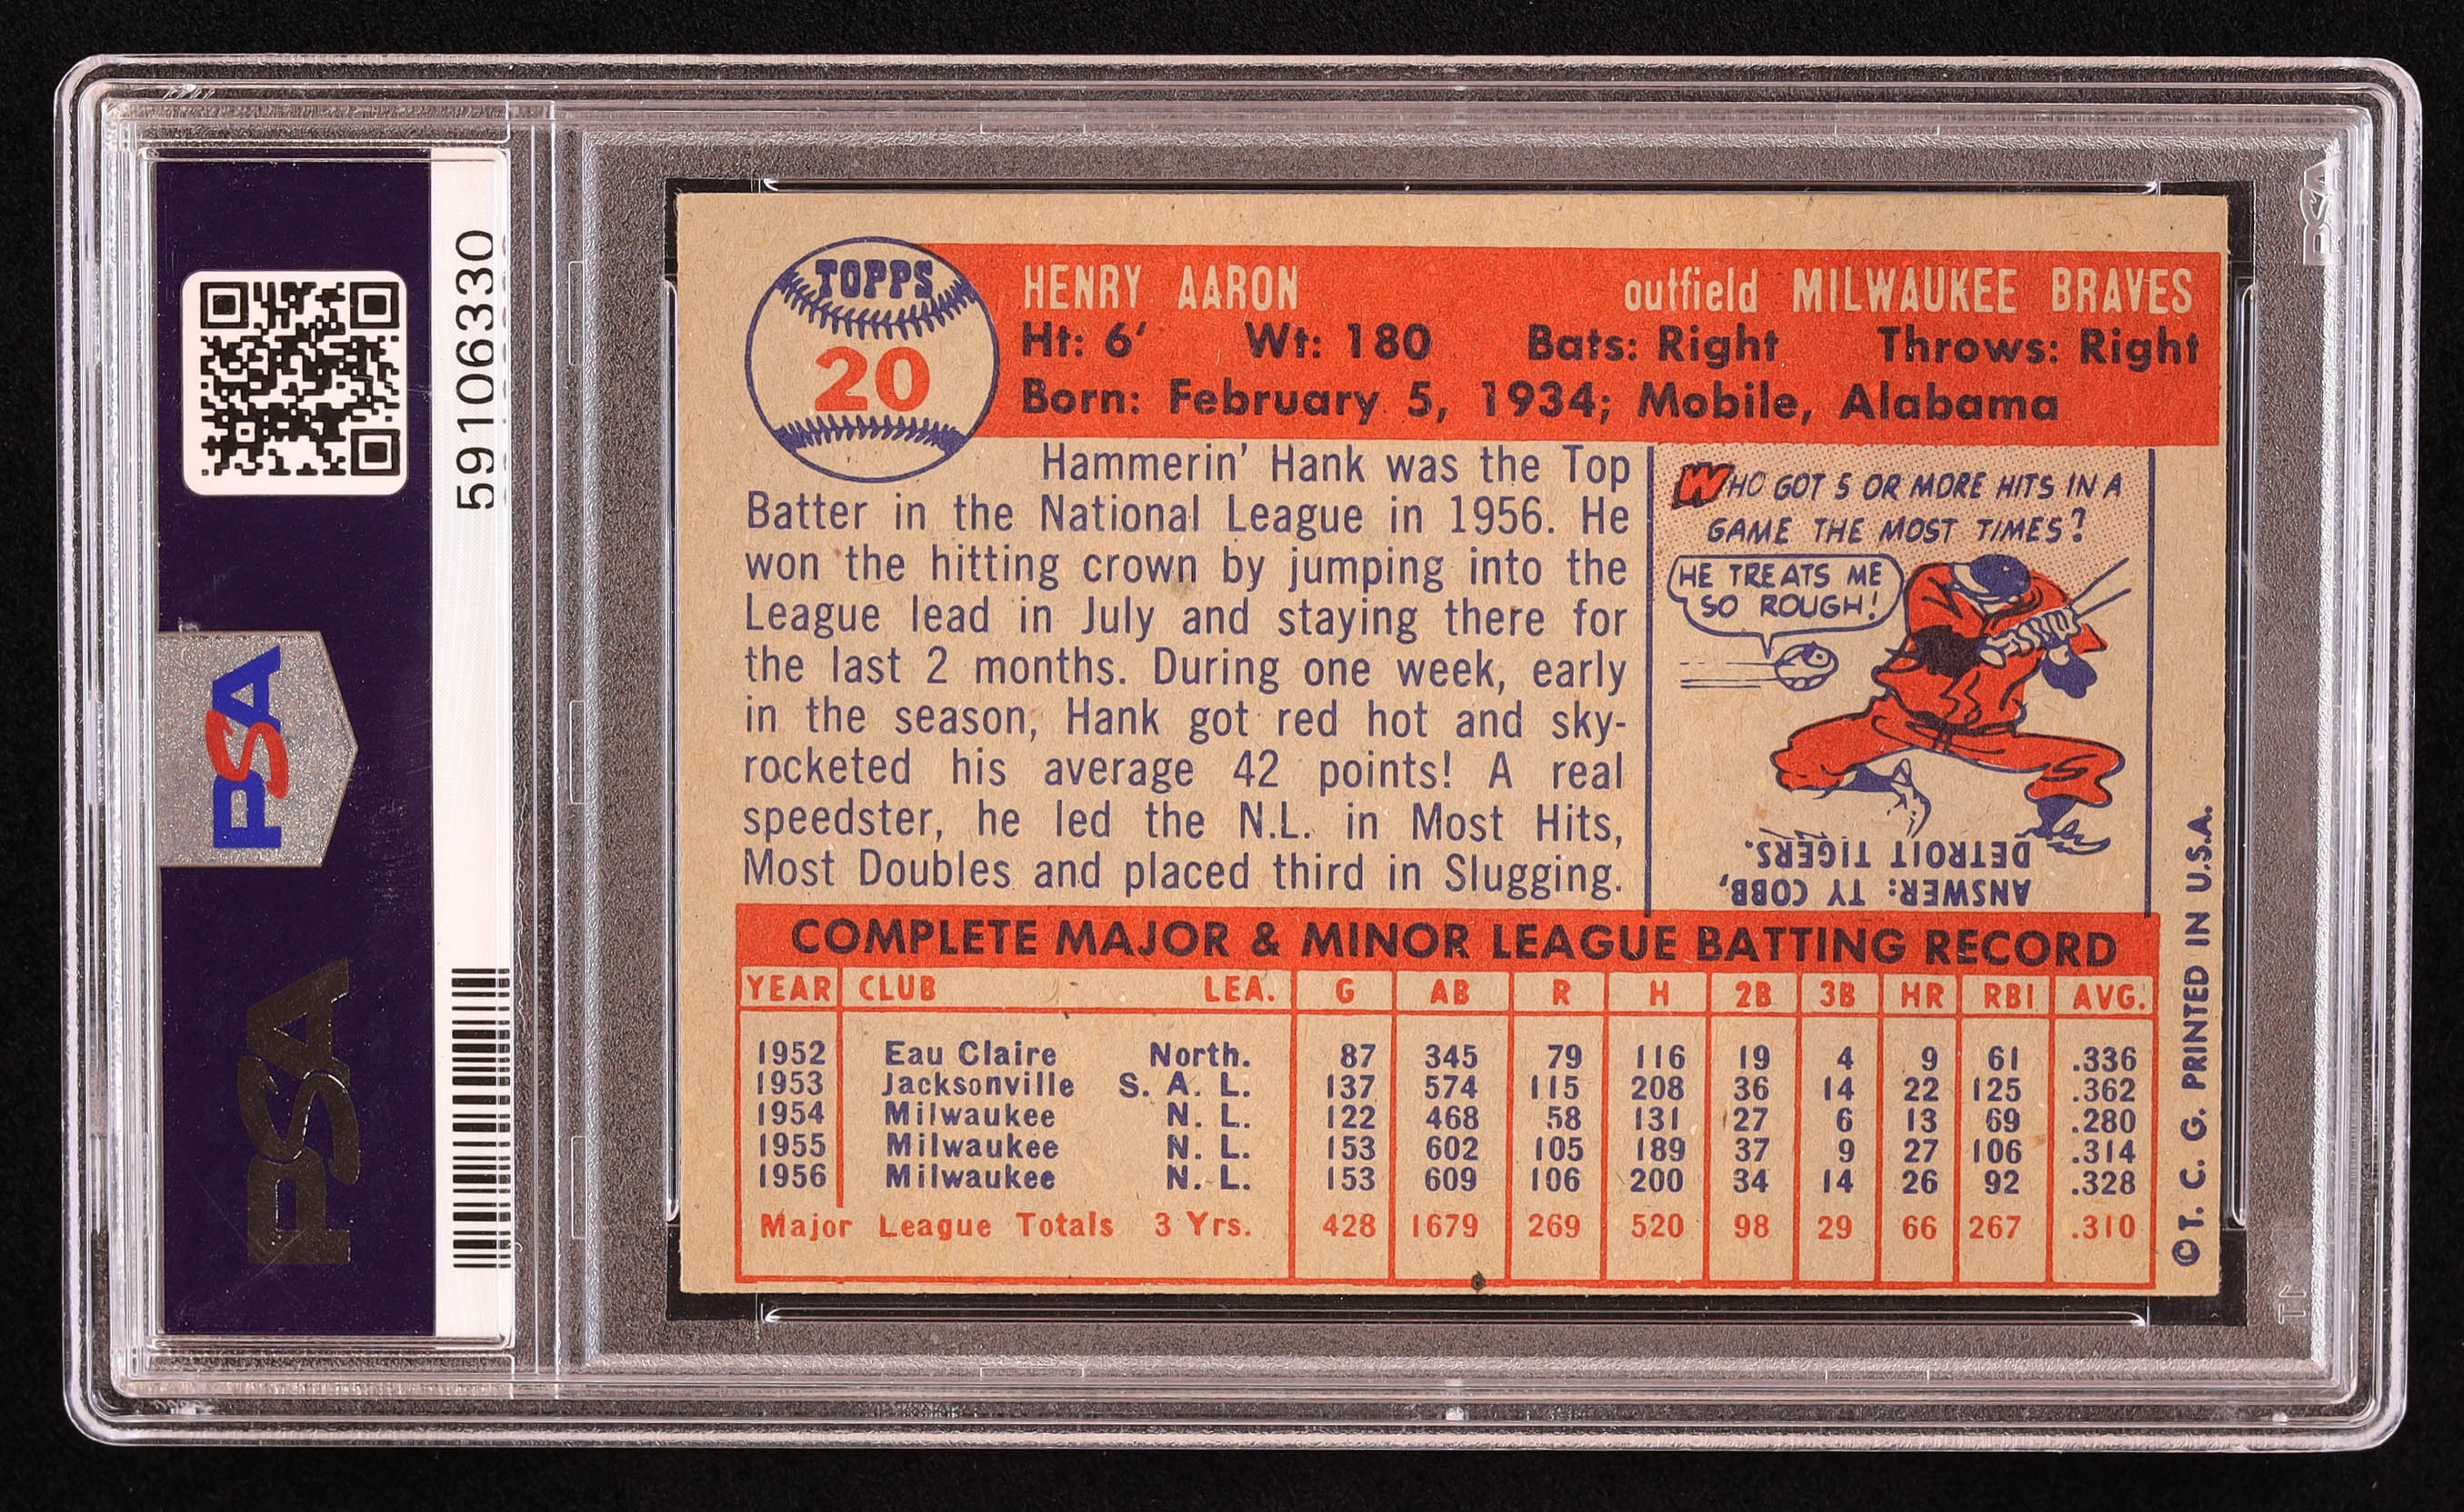 59106330
PSA
PSA
PSA
TOPPS
20
HENRY AARON outfield MILWAUKEE BRAVES
Ht: 6' Wt: 180 Bats: Right Throws: Right
Born: February 5, 1934; Mobile, Alabama
Hammerin' Hank was the Top
Batter in the National League in 1956. He
won the hitting crown by jumping into the
League lead in July and staying there for
the last 2 months. During one week, early
in the season, Hank got red hot and sky-
rocketed his average 42 points! A real
speedster, he led the N.L. in Most Hits,
Most Doubles and placed third in Slugging.
WHO GOT 5 OR MORE HITS IN A
GAME THE MOST TIMES?
HE TREATS ME
SO ROUGH!
ANSWER: TY COBB,
DETROIT TIGERS.
COMPLETE MAJOR & MINOR LEAGUE BATTING RECORD
YEAR CLUB LEA. G AB R H 2B 3B HR RBI AVG.
1952 Eau Claire North. 87 345 79 116 19 4 9 61 .336
1953 Jacksonville S. A. L. 137 574 115 208 36 14 22 125 .362
1954 Milwaukee N. L. 122 468 58 131 27 6 13 69 .280
1955 Milwaukee N. L. 153 602 105 189 37 9 27 106 .314
1956 Milwaukee N. L. 153 609 106 200 34 14 26 92 .328
Major League Totals 3 Yrs. 428 1679 269 520 98 29 66 267 .310
© T. C. G. PRINTED IN U.S.A.